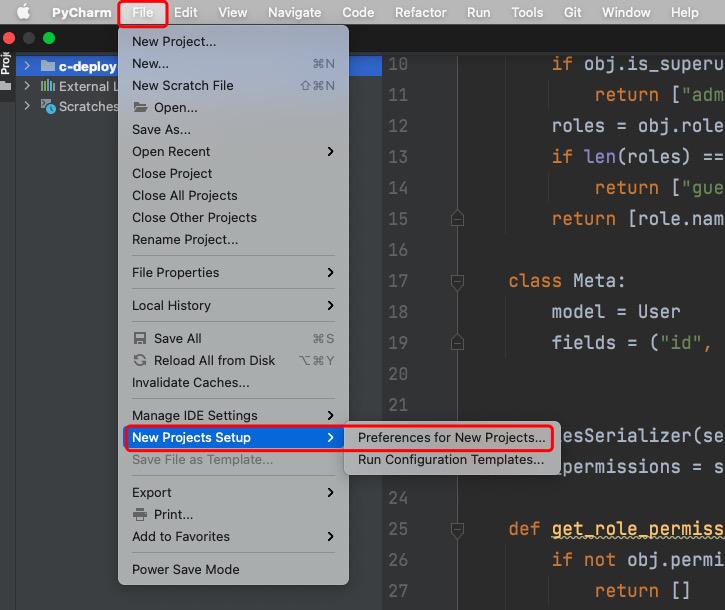 PyCharm File Edit View Navigate Code Refactor Run Tools Git Window Help
Proj
c-deploy
External L
Scratches
New Project...
New... ⌘N
New Scratch File ⇧⌘N
Open...
Save As...
Open Recent
Close Project
Close All Projects
Close Other Projects
Rename Project...
File Properties
Local History
Save All ⌘S
Reload All from Disk ⌥⌘Y
Invalidate Caches...
Manage IDE Settings
New Projects Setup
Save File as Template...
Export
Print...
Add to Favorites
Power Save Mode
Preferences for New Projects...
Run Configuration Templates...
10 if obj.is_superu
11 return ["adm
12 roles = obj.role
13 if len(roles) ==
14 return ["gue
15 return [role.nam
16
17 class Meta:
18 model = User
19 fields = ("id",
20
21
esSerializer(se
permissions = s
24
25 def get_role_permiss
26 if not obj.permi
27 return []